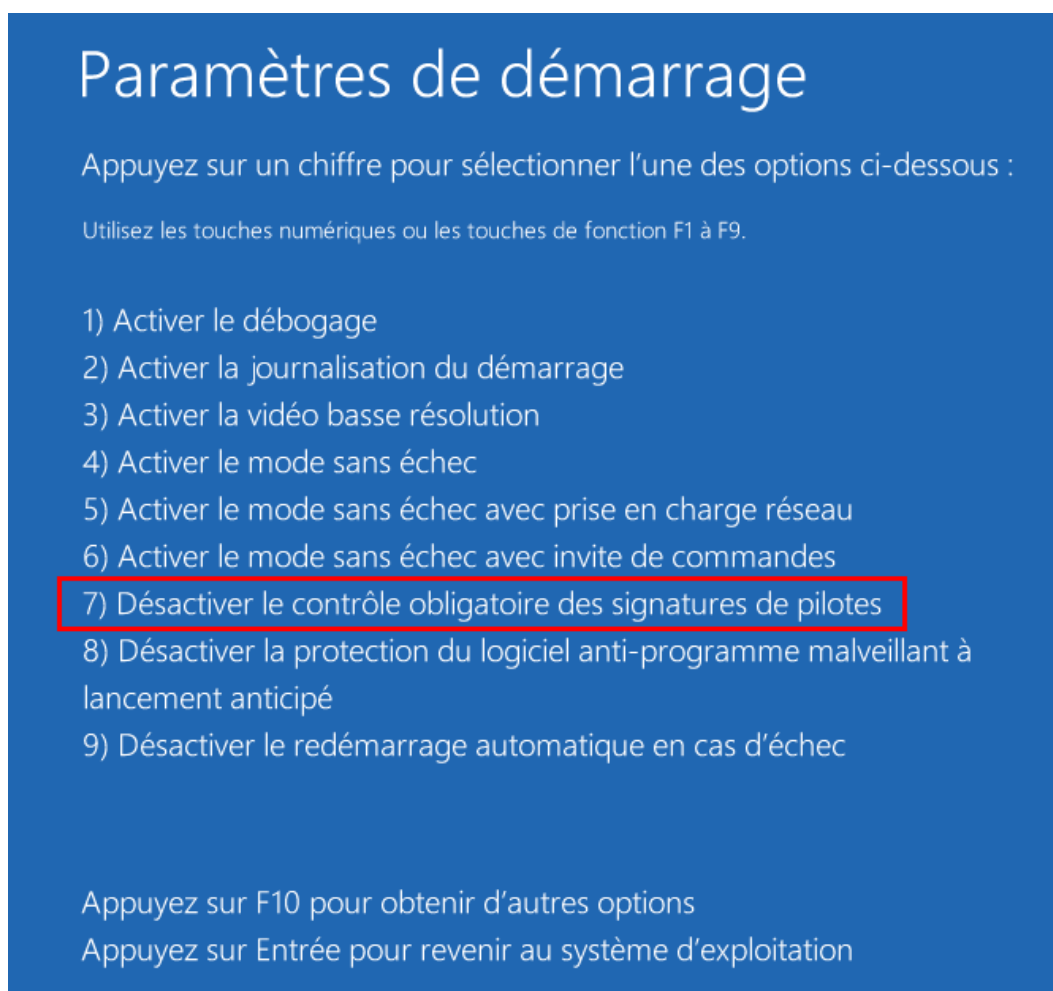 Paramètres de démarrage
Appuyez sur un chiffre pour sélectionner l’une des options ci-dessous :
Utilisez les touches numériques ou les touches de fonction F1 à F9.
1) Activer le débogage
2) Activer la journalisation du démarrage
3) Activer la vidéo basse résolution
4) Activer le mode sans échec
5) Activer le mode sans échec avec prise en charge réseau
6) Activer le mode sans échec avec invite de commandes
7) Désactiver le contrôle obligatoire des signatures de pilotes
8) Désactiver la protection du logiciel anti-programme malveillant à
lancement anticipé
9) Désactiver le redémarrage automatique en cas d’échec
Appuyez sur F10 pour obtenir d’autres options
Appuyez sur Entrée pour revenir au système d’exploitation